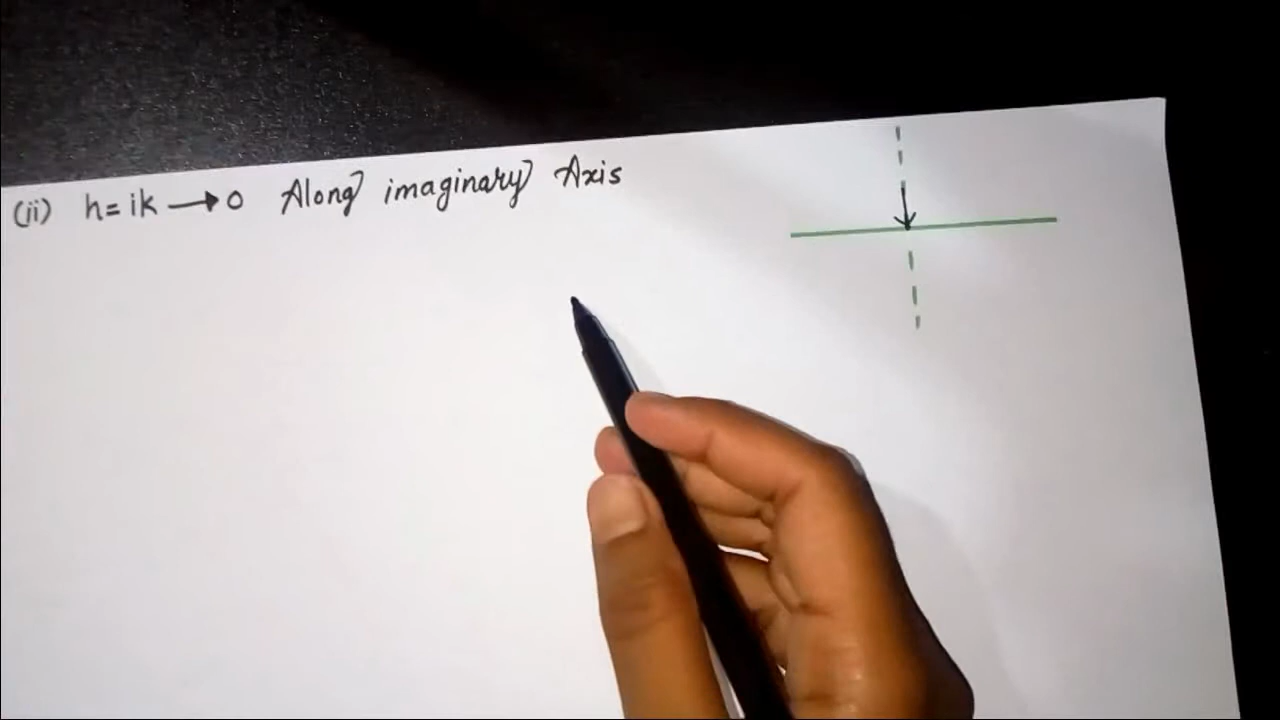 (ii) h=ik → 0 Along imaginary Axis